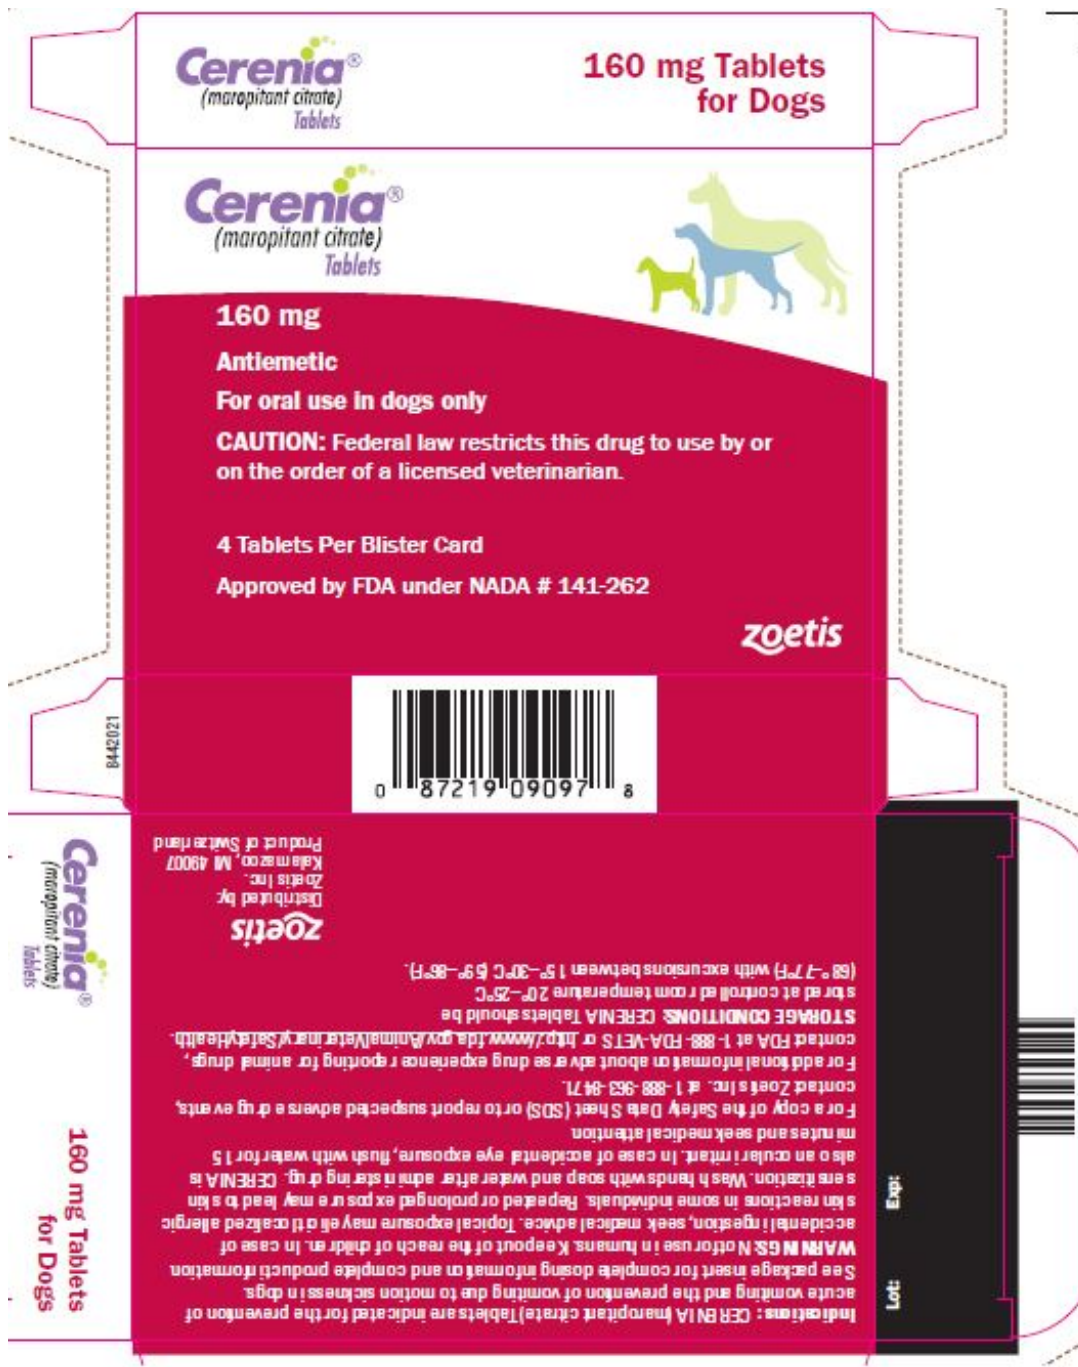 Cerenia®
(maropitant citrate)
Tablets
160 mg Tablets
for Dogs
Cerenia®
(maropitant citrate)
Tablets
160 mg
Antiemetic
For oral use in dogs only
CAUTION: Federal law restricts this drug to use by or
on the order of a licensed veterinarian.
4 Tablets Per Blister Card
Approved by FDA under NADA # 141-262
zoetis
8442021
0 87219 09097 8
Indications: CERENIA (maropitant citrate) Tablets are indicated for the prevention of
acute vomiting and the prevention of vomiting due to motion sickness in dogs.
See package insert for complete dosing information and complete product information
WARNINGS: Not for use in humans. Keep out of the reach of children. In case of
accidental ingestion, seek medical advice. Topical exposure may elicit localized allergic
skin reactions in some individuals. Repeated or prolonged exposure may lead to skin
sensitization. Wash hands with soap and water after administering drug. CERENIA is
also an ocular irritant. In case of accidental eye exposure, flush with water for 15
minutes and seek medical attention.
For a copy of the Safety Data Sheet (SDS) or to report suspected adverse drug events,
contact Zoetis Inc. at 1-888-963-8471.
For additional information about adverse drug experience reporting for animal drugs,
contact FDA at 1-888-FDA-VETS or http://www.fda.gov/AnimalVeterinary/SafetyHealth.
STORAGE CONDITIONS: CERENIA Tablets should be
stored at controlled room temperature 20°–25°C
(68°–77°F) with excursions between 15°–30°C (59°–86°F).
zoetis
Distributed by:
Zoetis Inc.
Kalamazoo, MI 49007
Product of Switzerland
Cerenia®
(maropitant citrate)
Tablets
160 mg Tablets
for Dogs
Lot:
Exp: